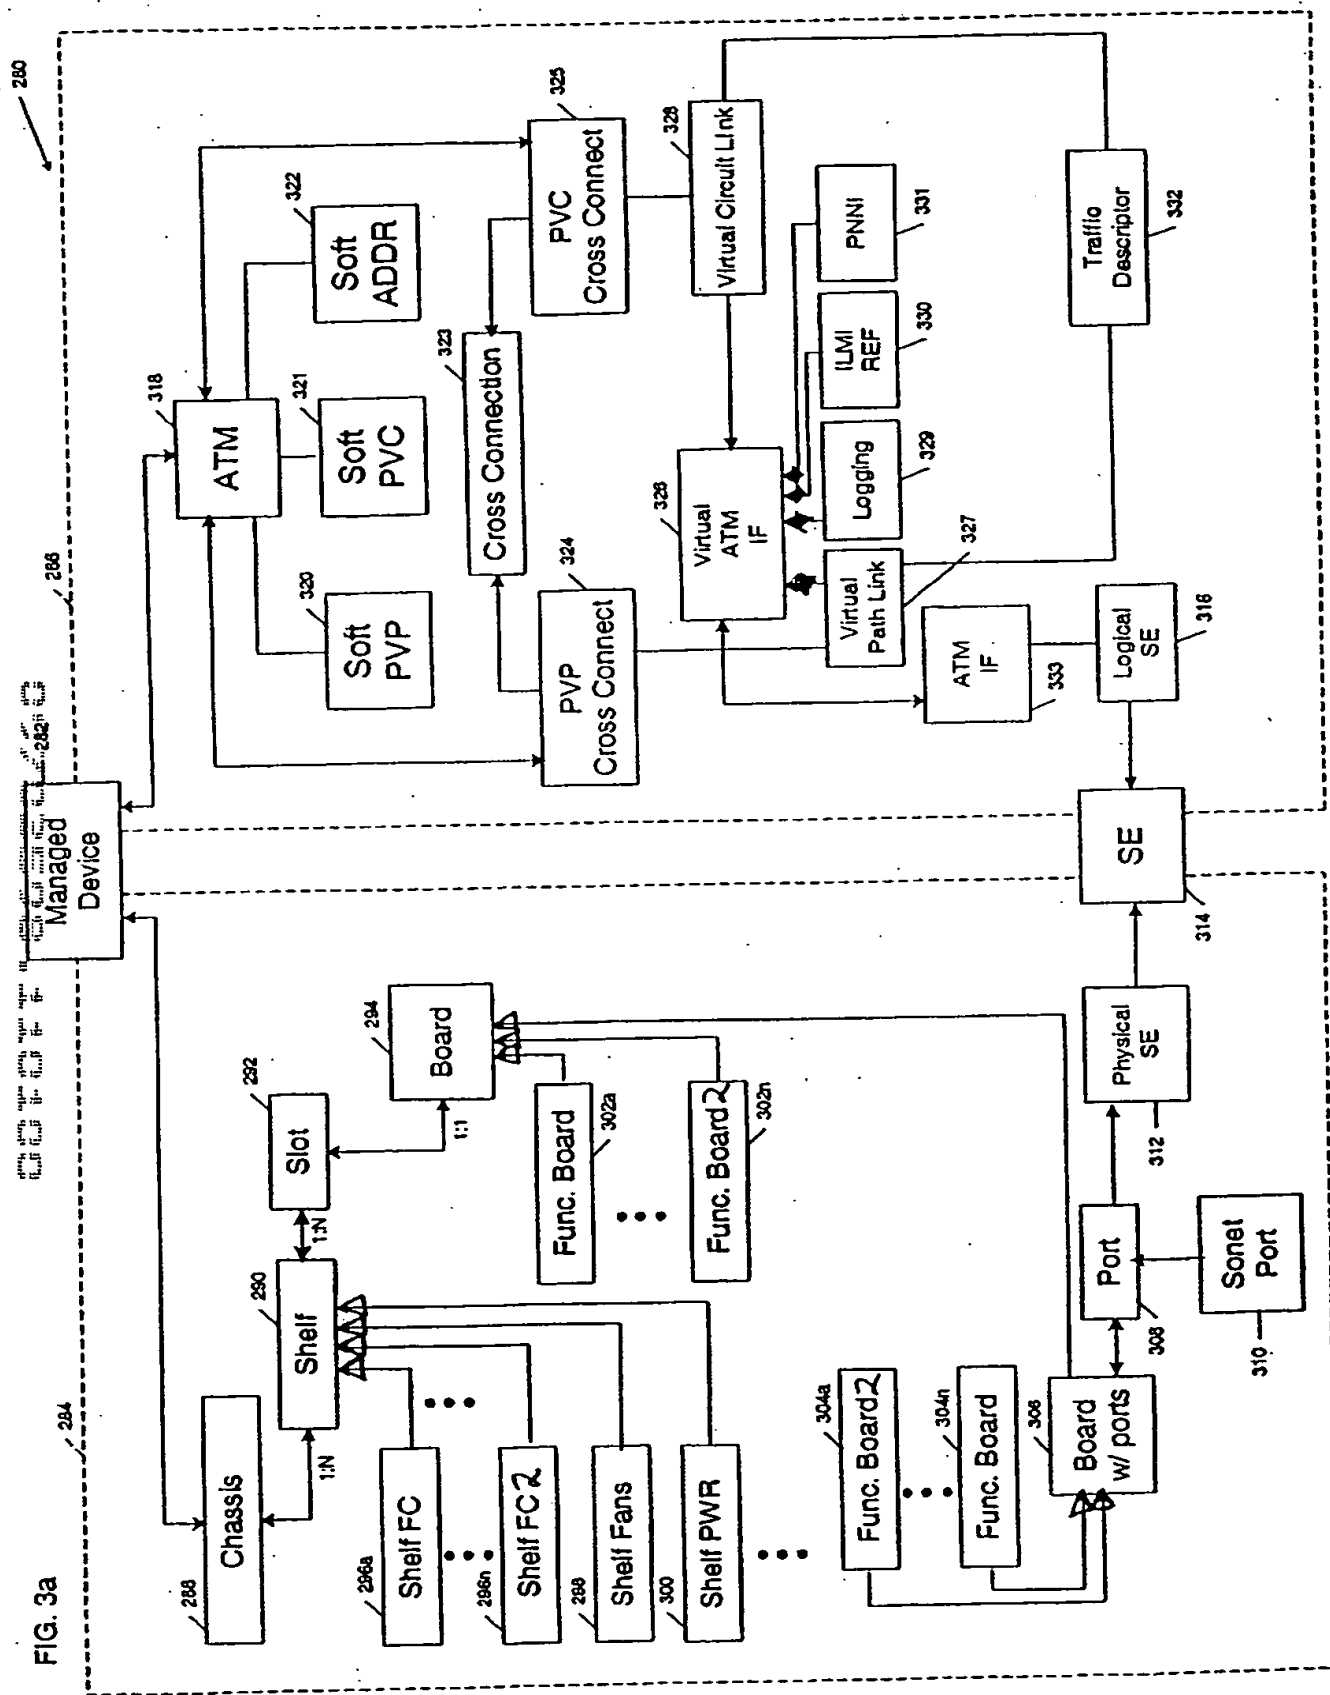 FIG. 3a
280
Managed
Device
282
284
286
288
Chassis
1:N
290
Shelf
1:N
292
Slot
1:1
294
Board
296a
Shelf FC
296n
Shelf FC2
298
Shelf Fans
300
Shelf PWR
Func. Board
302a
Func. Board2
302n
304a
Func. Board2
304n
Func. Board
306
Board
w/ ports
Port
308
Sonet
Port
310
Physical
SE
312
SE
314
Logical
SE
316
318
ATM
320
Soft
PVP
321
Soft
PVC
322
Soft
ADDR
323
Cross Connection
324
PVP
Cross Connect
325
PVC
Cross Connect
326
Virtual
ATM
IF
Virtual
Path Link
327
328
Virtual Circuit Link
Logging
329
ILMI
REF
330
PNNI
331
Traffic
Descriptor
332
ATM
IF
333